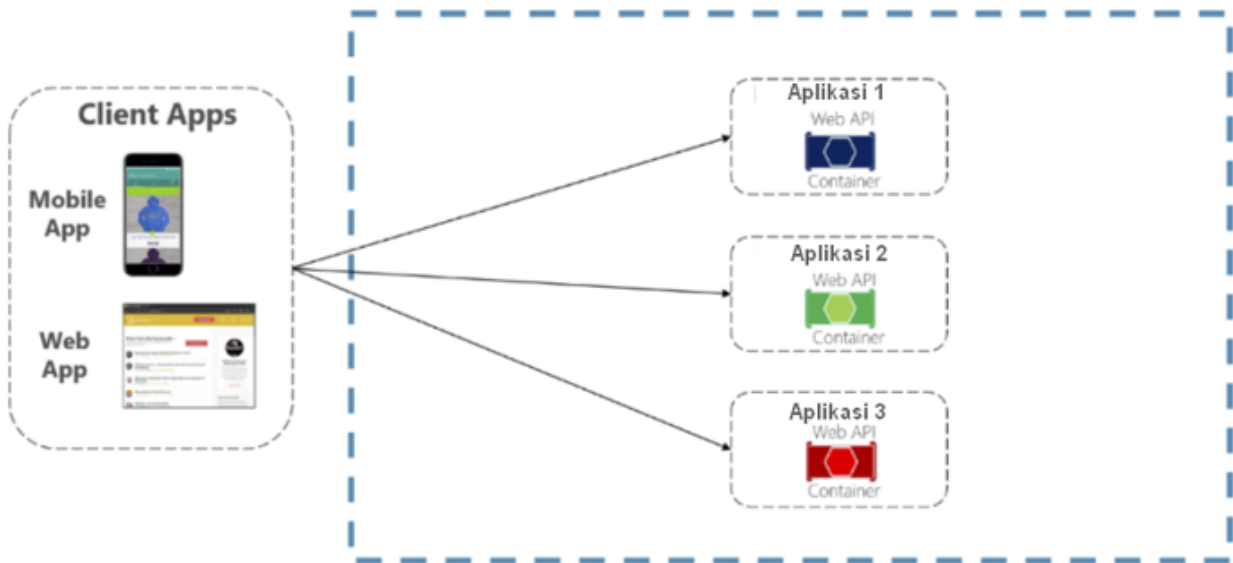 Client Apps
Mobile
App
Web
App
Aplikasi 1
Web API
Container
Aplikasi 2
Web API
Container
Aplikasi 3
Web API
Container